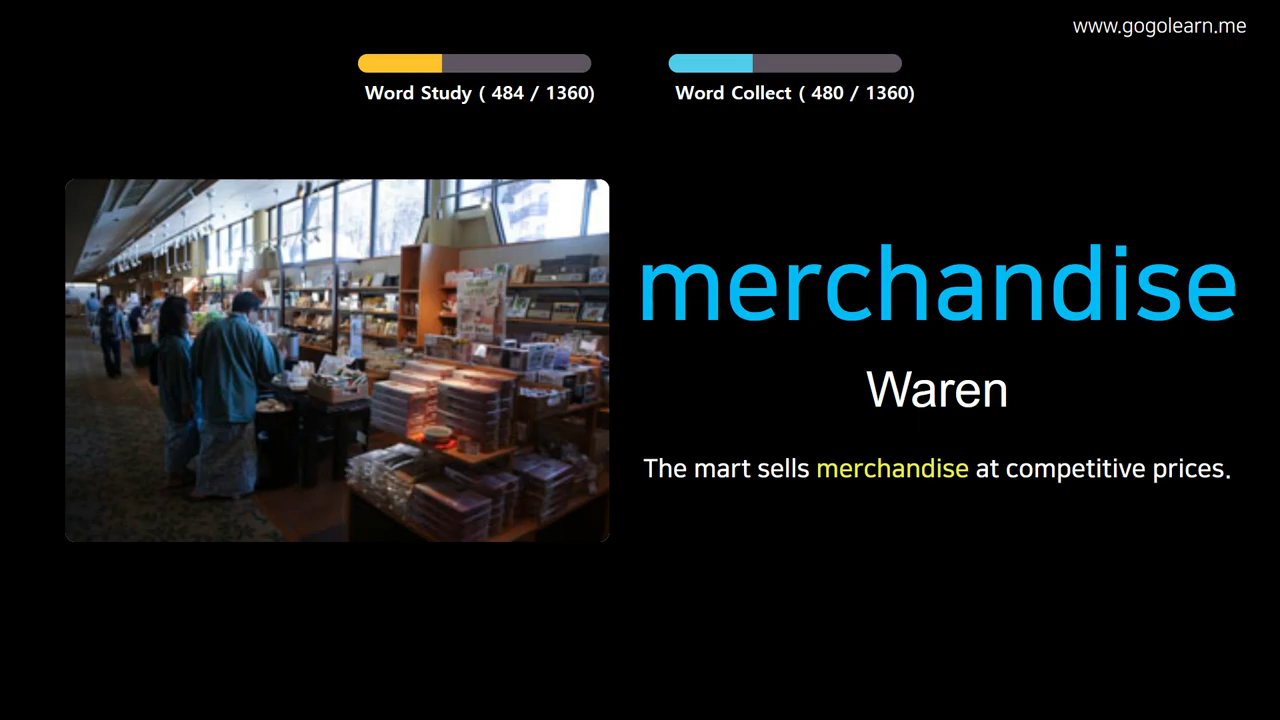 www.gogolearn.me
Word Study ( 484 / 1360)
Word Collect ( 480 / 1360)
merchandise
Waren
The mart sells merchandise at competitive prices.